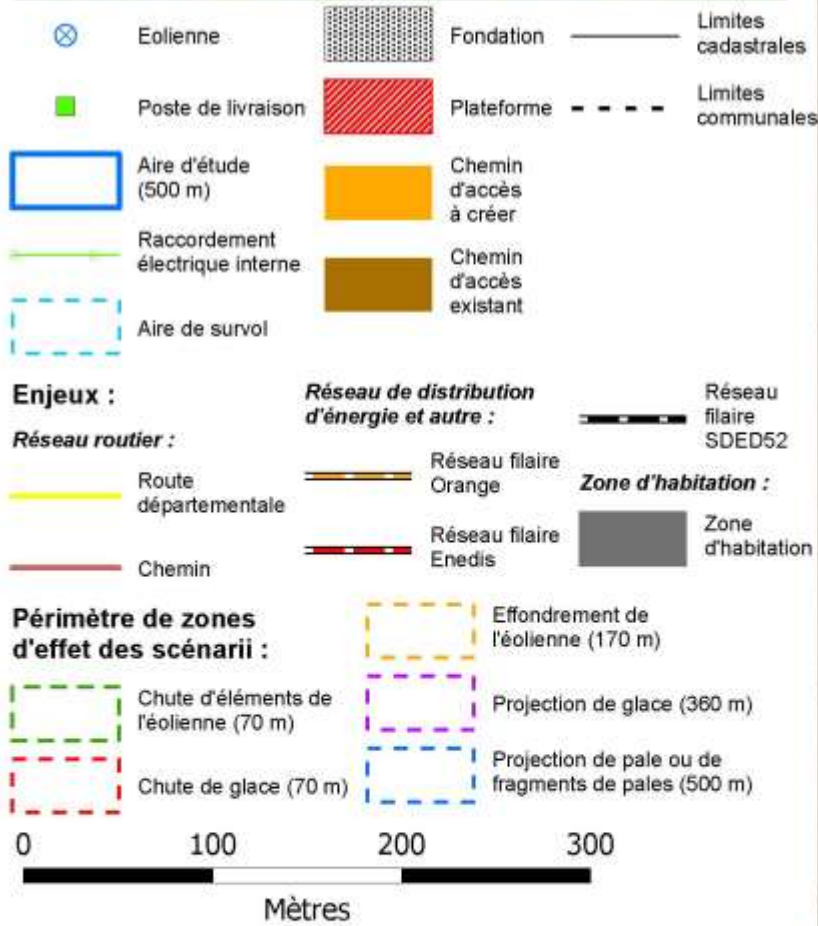 Eolienne
Fondation
Limites
cadastrales
Poste de livraison
Plateforme
Limites
communales
Aire d'étude
(500 m)
Chemin
d'accès
à créer
Raccordement
électrique interne
Chemin
d'accès
existant
Aire de survol
Enjeux :
Réseau routier :
Route
départementale
Chemin
Réseau de distribution
d'énergie et autre :
Réseau filaire
Orange
Réseau filaire
Enedis
Réseau
filaire
SDED52
Zone d'habitation :
Zone
d'habitation
Périmètre de zones
d'effet des scénarii :
Chute d'éléments de
l'éolienne (70 m)
Chute de glace (70 m)
Effondrement de
l'éolienne (170 m)
Projection de glace (360 m)
Projection de pale ou de
fragments de pales (500 m)
0 100 200 300
Mètres